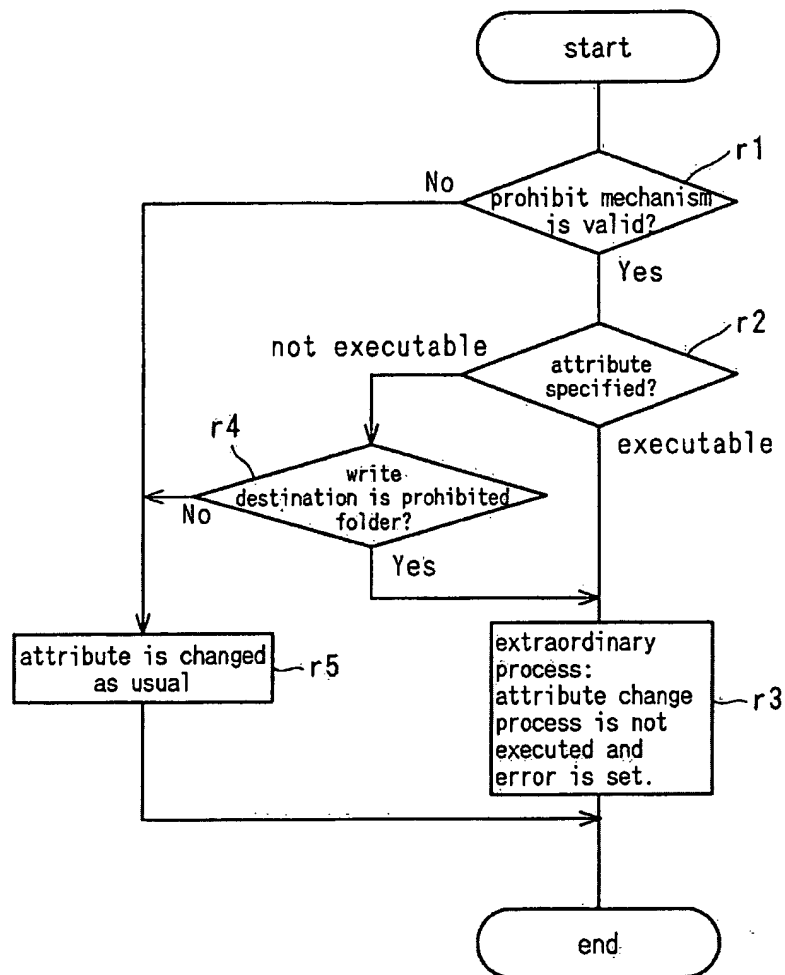 start
r1
No
prohibit mechanism
is valid?
Yes
r2
not executable
attribute
specified?
r4
executable
write
destination is prohibited
folder?
No
Yes
attribute is changed
as usual
r5
extraordinary
process:
attribute change
process is not
executed and
error is set.
r3
end